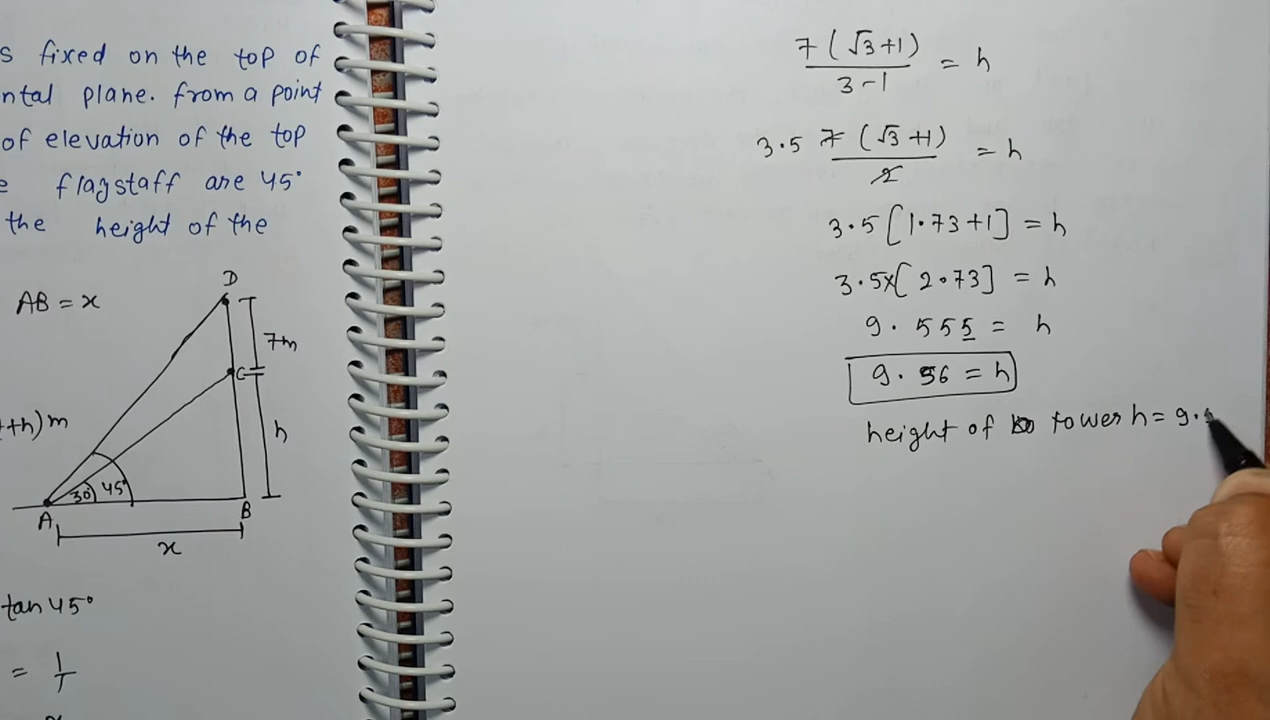 s fixed on the top of
ntal plane. from a point
of elevation of the top
e flagstaff are 45°
the height of the
AB = x
D
7m
C
h
+h)m
30° 45°
A
B
x
tan 45°
= 1/1
x
7(√3+1)/3-1 = h
3.5 7(√3+1)/2 = h
3.5[1.73+1] = h
3.5x[2.73] = h
9.555 = h
9.56 = h
height of tower h = 9.